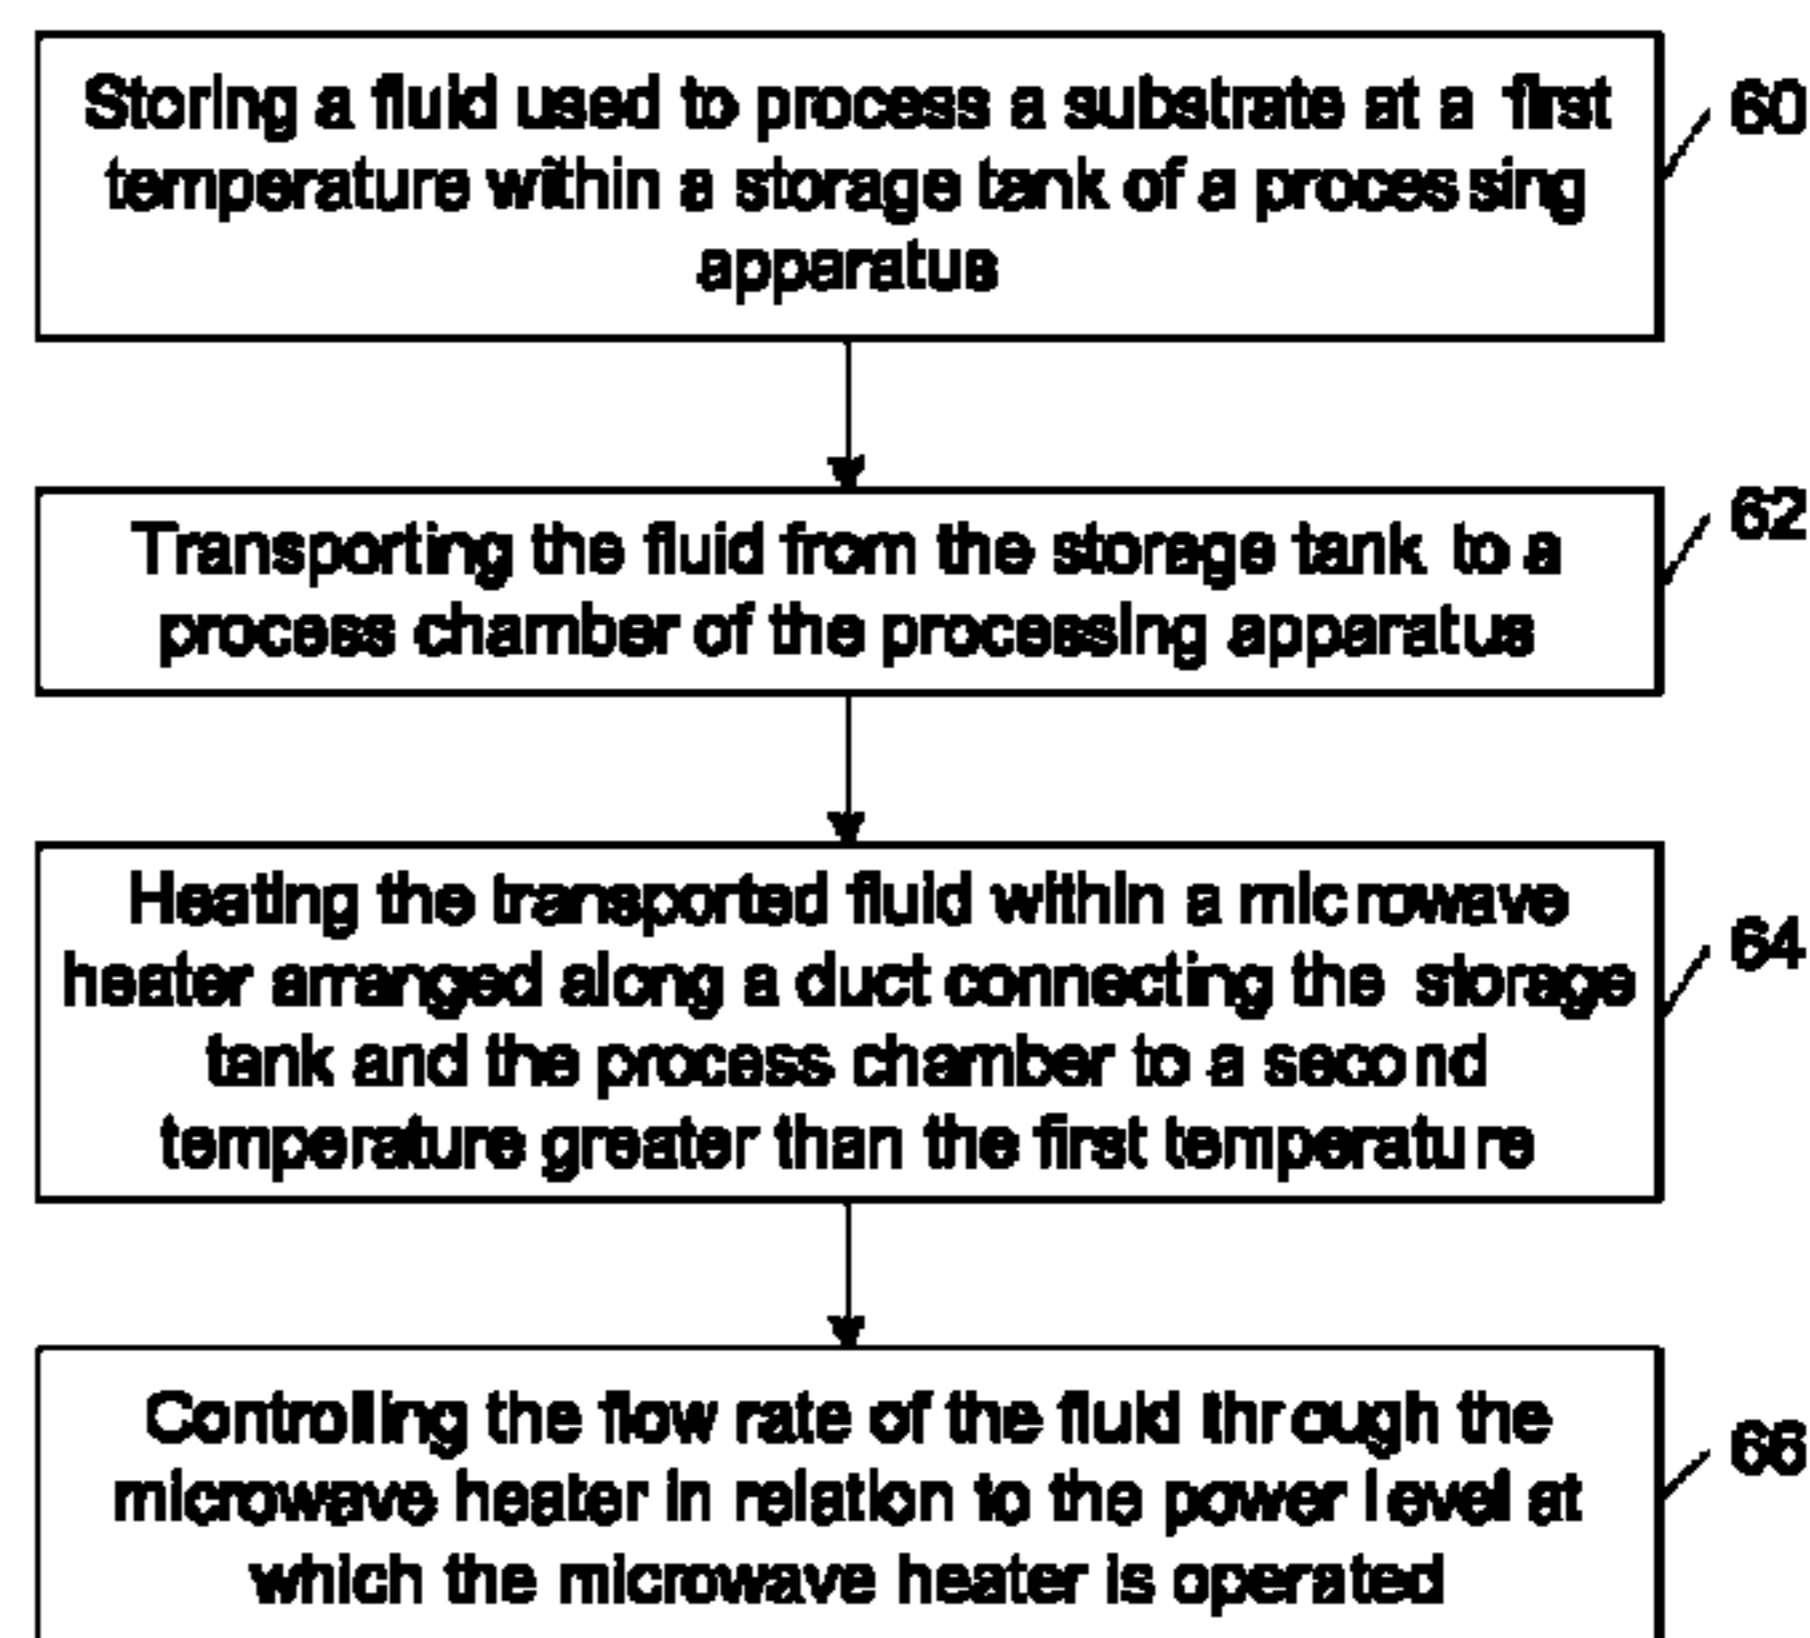 Storing a fluid used to process a substrate at a first
temperature within a storage tank of a processing
apparatus
60
Transporting the fluid from the storage tank to a
process chamber of the processing apparatus
62
Heating the transported fluid within a microwave
heater arranged along a duct connecting the storage
tank and the process chamber to a second
temperature greater than the first temperature
64
Controlling the flow rate of the fluid through the
microwave heater in relation to the power level at
which the microwave heater is operated
66